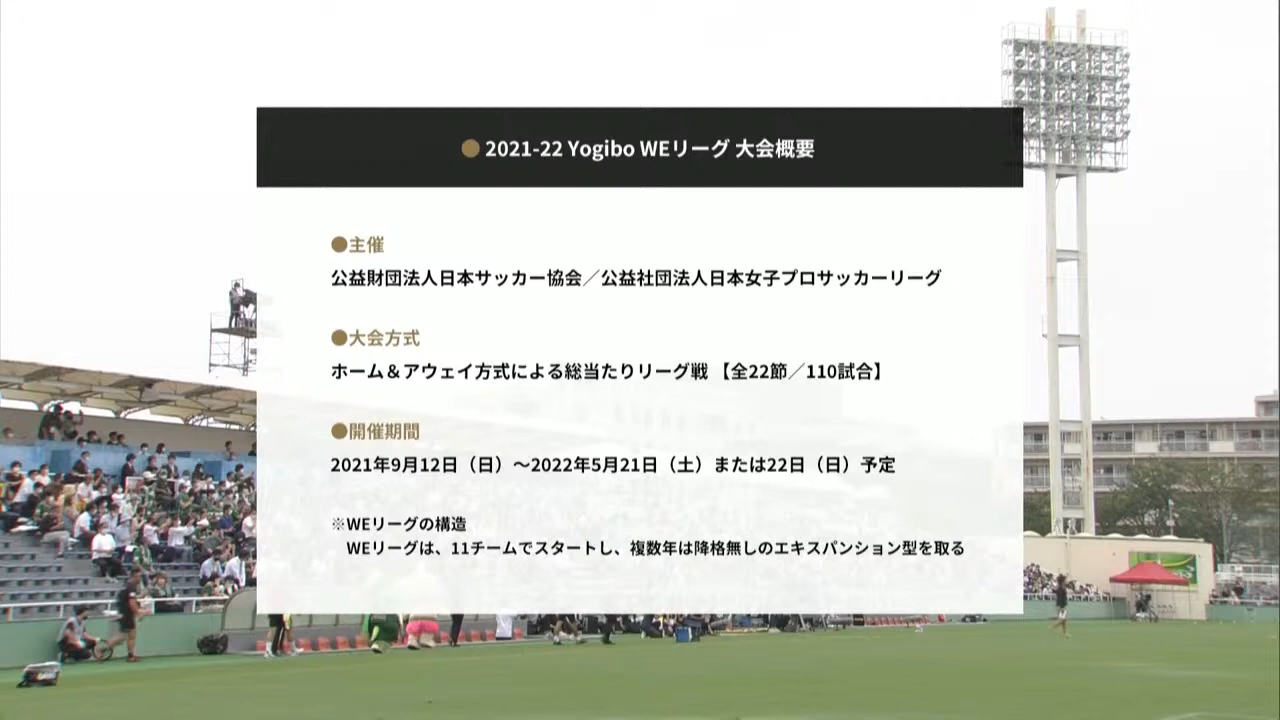 ●2021-22 Yogibo WEリーグ 大会概要
●主催
公益財団法人日本サッカー協会／公益社団法人日本女子プロサッカーリーグ
●大会方式
ホーム＆アウェイ方式による総当たりリーグ戦 【全22節／110試合】
●開催期間
2021年9月12日（日）～2022年5月21日（土）または22日（日）予定
※WEリーグの構造
WEリーグは、11チームでスタートし、複数年は降格無しのエキスパンション型を取る